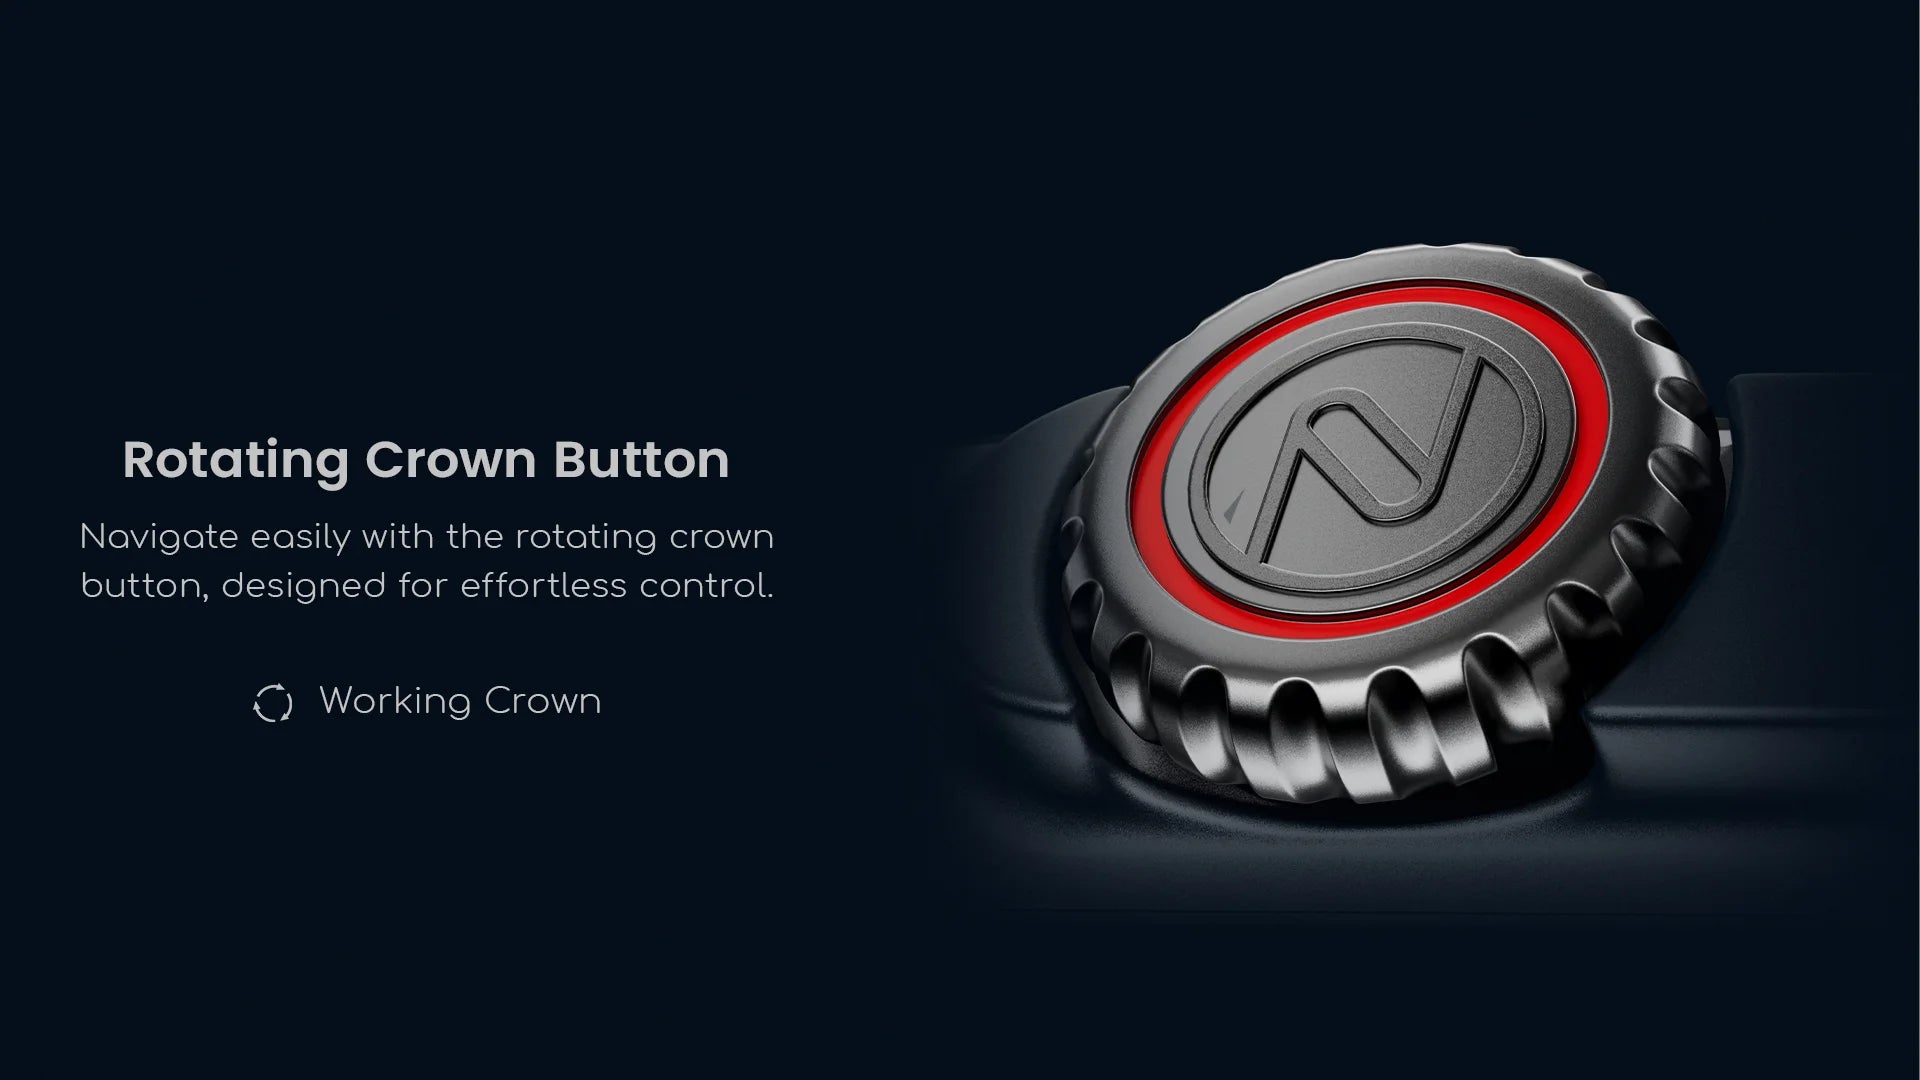 Rotating Crown Button
Navigate easily with the rotating crown
button, designed for effortless control.
Working Crown